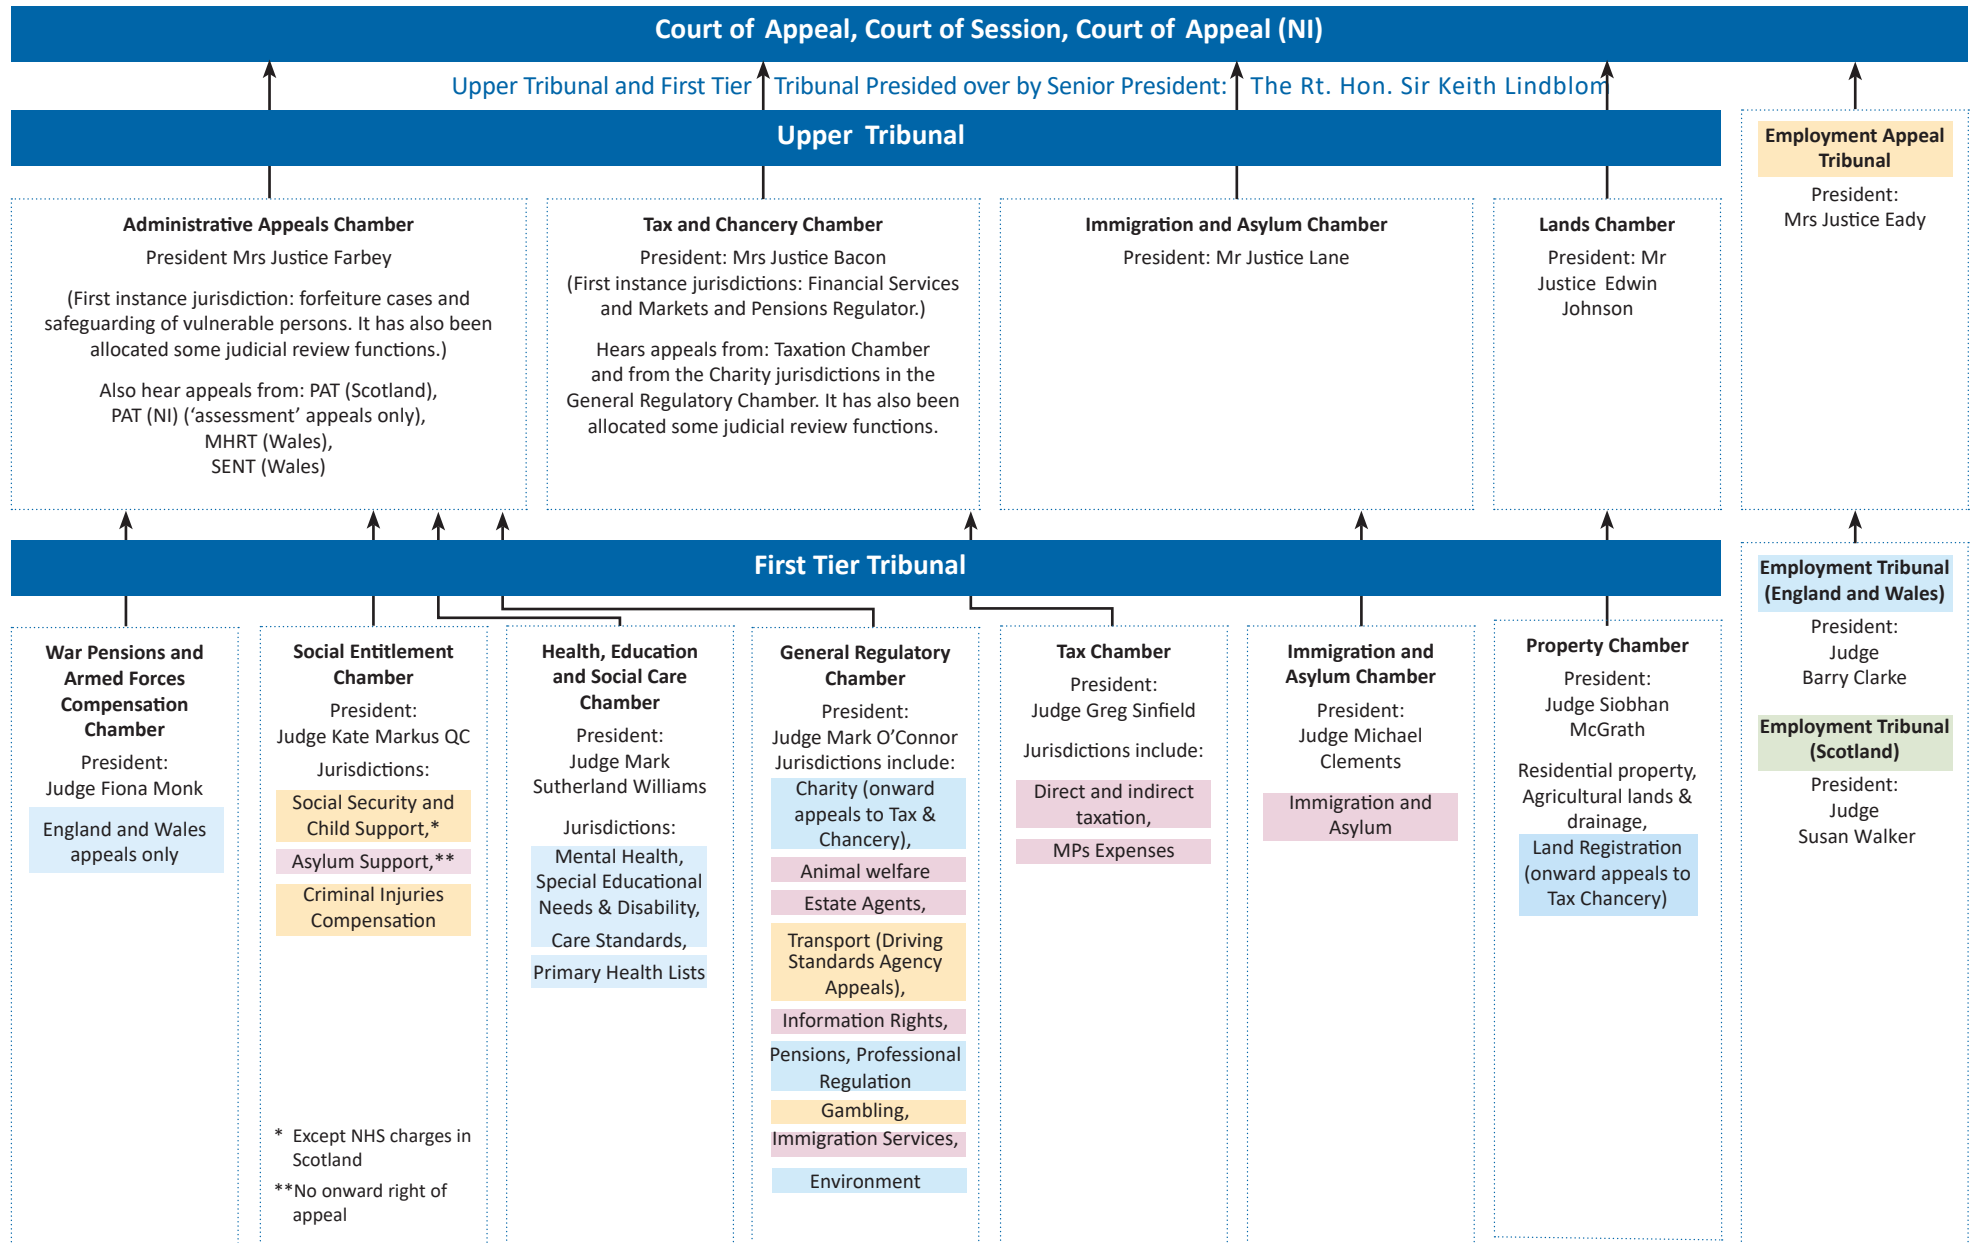 Court of Appeal, Court of Session, Court of Appeal (NI)
Upper Tribunal and First Tier Tribunal Presided over by Senior President: The Rt. Hon. Sir Keith Lindblom
Upper Tribunal
Administrative Appeals Chamber
President Mrs Justice Farbey
(First instance jurisdiction: forfeiture cases and
safeguarding of vulnerable persons. It has also been
allocated some judicial review functions.)
Also hear appeals from: PAT (Scotland),
PAT (NI) (‘assessment’ appeals only),
MHRT (Wales),
SENT (Wales)
Tax and Chancery Chamber
President: Mrs Justice Bacon
(First instance jurisdictions: Financial Services
and Markets and Pensions Regulator.)
Hears appeals from: Taxation Chamber
and from the Charity jurisdictions in the
General Regulatory Chamber. It has also been
allocated some judicial review functions.
Immigration and Asylum Chamber
President: Mr Justice Lane
Lands Chamber
President: Mr
Justice Edwin
Johnson
Employment Appeal
Tribunal
President:
Mrs Justice Eady
First Tier Tribunal
War Pensions and
Armed Forces
Compensation
Chamber
President:
Judge Fiona Monk
England and Wales
appeals only
Social Entitlement
Chamber
President:
Judge Kate Markus QC
Jurisdictions:
Social Security and
Child Support,*
Asylum Support,**
Criminal Injuries
Compensation
* Except NHS charges in
Scotland
**No onward right of
appeal
Health, Education
and Social Care
Chamber
President:
Judge Mark
Sutherland Williams
Jurisdictions:
Mental Health,
Special Educational
Needs & Disability,
Care Standards,
Primary Health Lists
General Regulatory
Chamber
President:
Judge Mark O’Connor
Jurisdictions include:
Charity (onward
appeals to Tax &
Chancery),
Animal welfare
Estate Agents,
Transport (Driving
Standards Agency
Appeals),
Information Rights,
Pensions, Professional
Regulation
Gambling,
Immigration Services,
Environment
Tax Chamber
President:
Judge Greg Sinfield
Jurisdictions include:
Direct and indirect
taxation,
MPs Expenses
Immigration and
Asylum Chamber
President:
Judge Michael
Clements
Immigration and
Asylum
Property Chamber
President:
Judge Siobhan
McGrath
Residential property,
Agricultural lands &
drainage,
Land Registration
(onward appeals to
Tax Chancery)
Employment Tribunal
(England and Wales)
President:
Judge
Barry Clarke
Employment Tribunal
(Scotland)
President:
Judge
Susan Walker